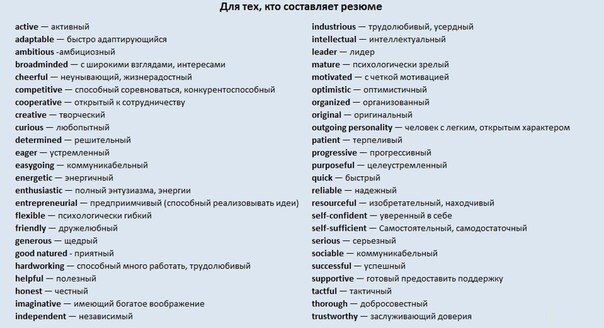 Для тех, кто составляет резюме
active — активный
adaptable — быстро адаптирующийся
ambitious -амбициозный
broadminded — с широкими взглядами, интересами
cheerful — неунывающий, жизнерадостный
competitive — способный соревноваться, конкурентоспособный
cooperative — открытый к сотрудничеству
creative — творческий
curious — любопытный
determined — решительный
eager — устремленный
easygoing — коммуникабельный
energetic — энергичный
enthusiastic — полный энтузиазма, энергии
entrepreneurial — предприимчивый (способный реализовывать идеи)
flexible — психологически гибкий
friendly — дружелюбный
generous — щедрый
good natured - приятный
hardworking — способный много работать, трудолюбивый
helpful — полезный
honest — честный
imaginative — имеющий богатое воображение
independent — независимый
industrious — трудолюбивый, усердный
intellectual — интеллектуальный
leader — лидер
mature — психологически зрелый
motivated — с четкой мотивацией
optimistic — оптимистичный
organized — организованный
original — оригинальный
outgoing personality — человек с легким, открытым характером
patient — терпеливый
progressive — прогрессивный
purposeful — целеустремленный
quick — быстрый
reliable — надежный
resourceful — изобретательный, находчивый
self-confident — уверенный в себе
self-sufficient — Самостоятельный, самодостаточный
serious — серьезный
sociable — коммуникабельный
successful — успешный
supportive — готовый предоставить поддержку
tactful — тактичный
thorough — добросовестный
trustworthy — заслуживающий доверия